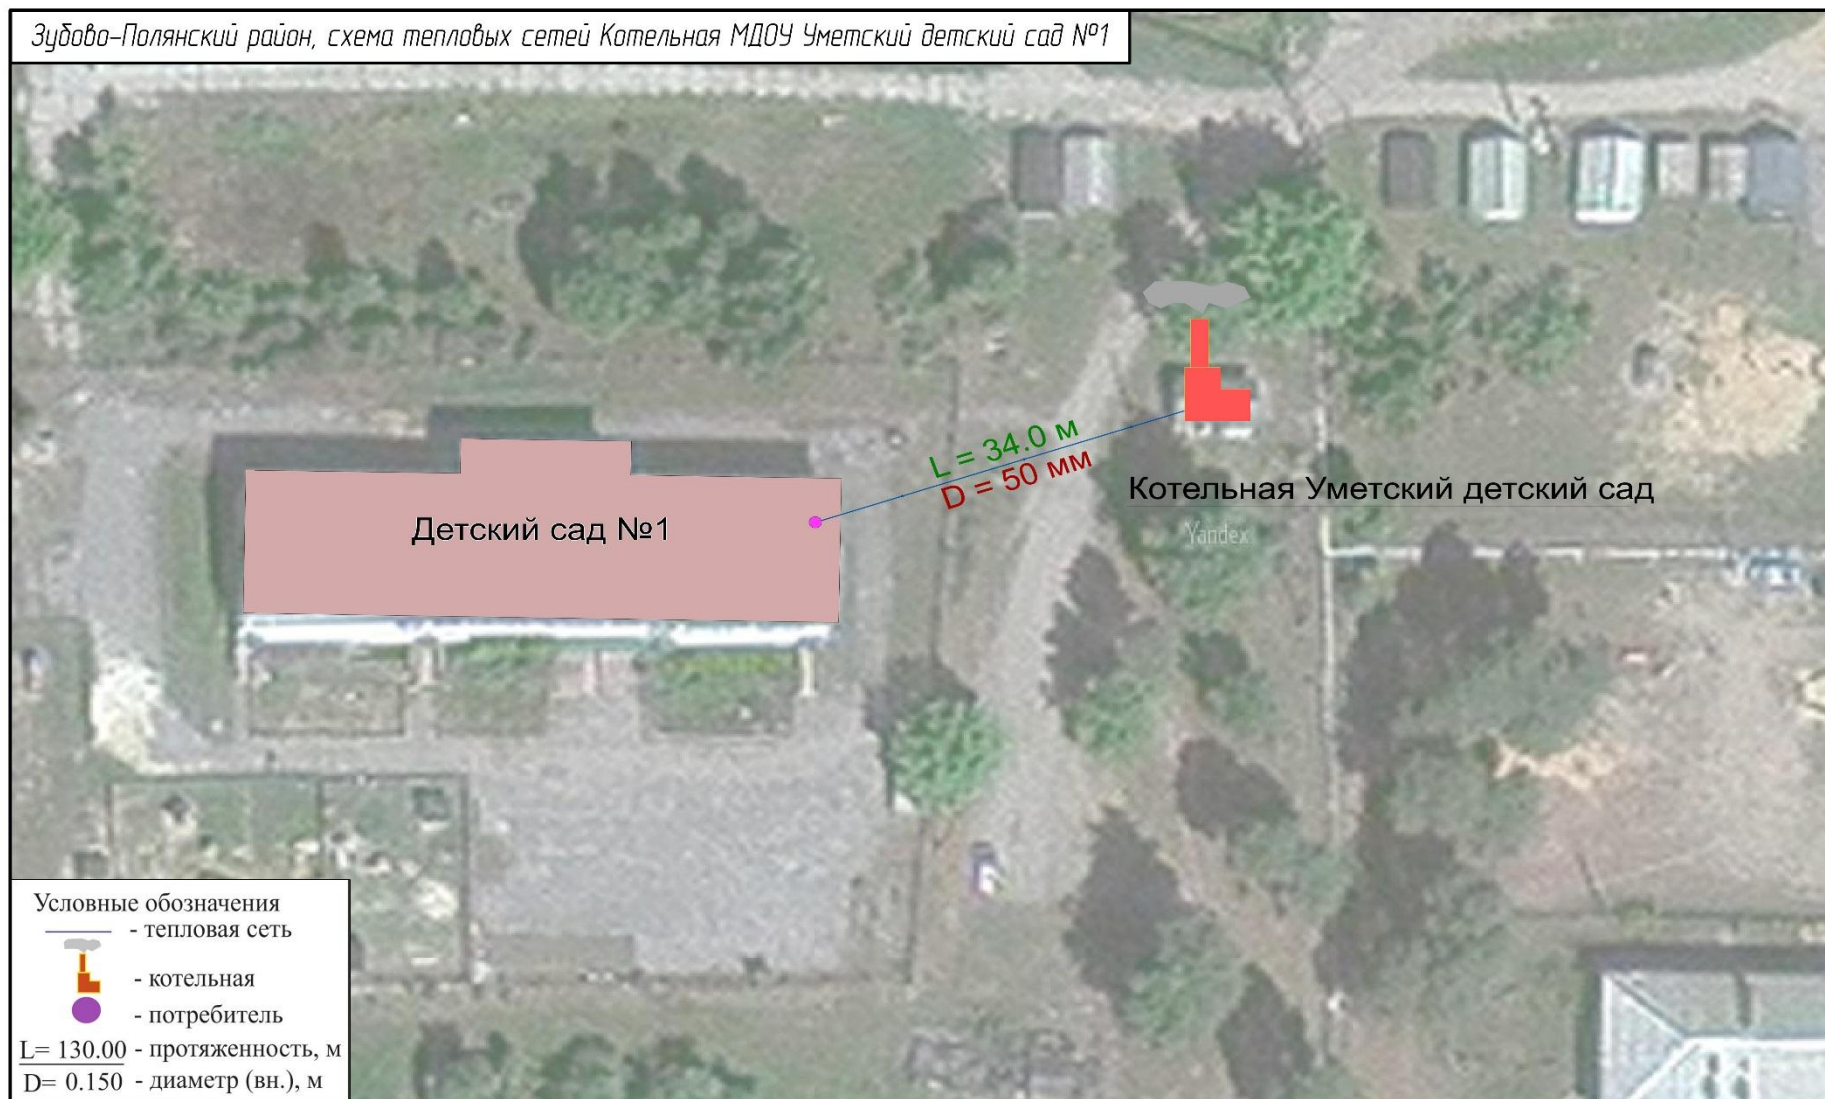 Зубово-Полянский район, схема тепловых сетей Котельная МДОУ Уметский детский сад №1
L = 34.0 м
D = 50 мм
Котельная Уметский детский сад
Детский сад №1
Yandex
Условные обозначения
- тепловая сеть
- котельная
- потребитель
L= 130.00 - протяженность, м
D= 0.150 - диаметр (вн.), м